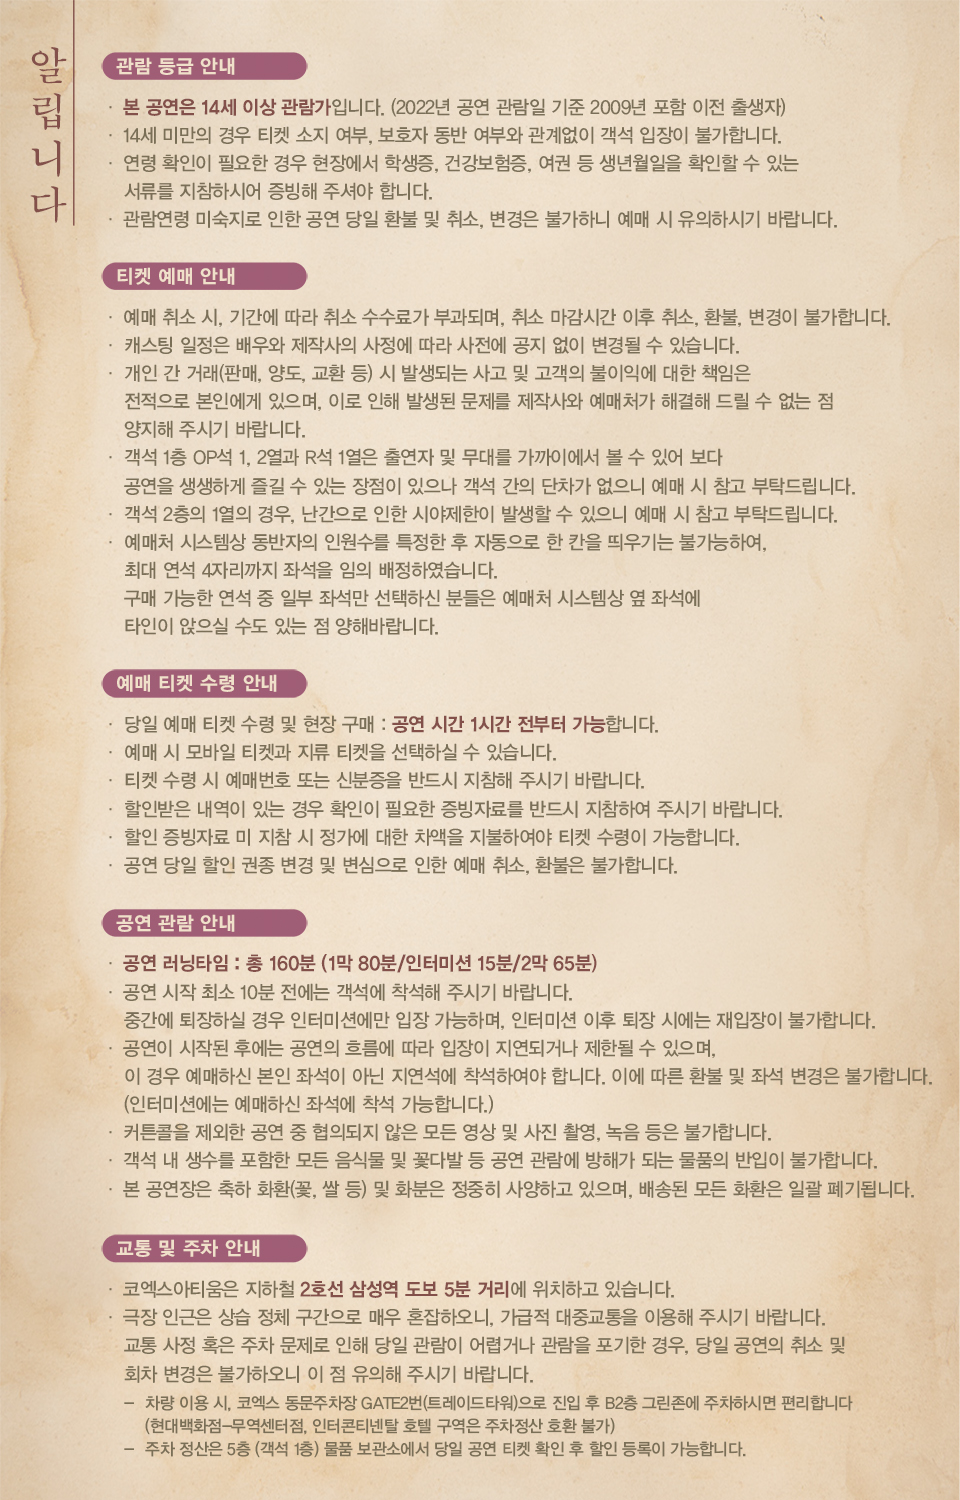 알립니다
관람 등급 안내
· 본 공연은 14세 이상 관람가입니다. (2022년 공연 관람일 기준 2009년 포함 이전 출생자)
· 14세 미만의 경우 티켓 소지 여부, 보호자 동반 여부와 관계없이 객석 입장이 불가합니다.
· 연령 확인이 필요한 경우 현장에서 학생증, 건강보험증, 여권 등 생년월일을 확인할 수 있는
서류를 지참하시어 증빙해 주셔야 합니다.
· 관람연령 미숙지로 인한 공연 당일 환불 및 취소, 변경은 불가하니 예매 시 유의하시기 바랍니다.
티켓 예매 안내
· 예매 취소 시, 기간에 따라 취소 수수료가 부과되며, 취소 마감시간 이후 취소, 환불, 변경이 불가합니다.
· 캐스팅 일정은 배우와 제작사의 사정에 따라 사전에 공지 없이 변경될 수 있습니다.
· 개인 간 거래(판매, 양도, 교환 등) 시 발생되는 사고 및 고객의 불이익에 대한 책임은
전적으로 본인에게 있으며, 이로 인해 발생된 문제를 제작사와 예매처가 해결해 드릴 수 없는 점
양지해 주시기 바랍니다.
· 객석 1층 OP석 1, 2열과 R석 1열은 출연자 및 무대를 가까이에서 볼 수 있어 보다
공연을 생생하게 즐길 수 있는 장점이 있으나 객석 간의 단차가 없으니 예매 시 참고 부탁드립니다.
· 객석 2층의 1열의 경우, 난간으로 인한 시야제한이 발생할 수 있으니 예매 시 참고 부탁드립니다.
· 예매처 시스템상 동반자의 인원수를 특정한 후 자동으로 한 칸을 띄우기는 불가능하여,
최대 연석 4자리까지 좌석을 임의 배정하였습니다.
구매 가능한 연석 중 일부 좌석만 선택하신 분들은 예매처 시스템상 옆 좌석에
타인이 앉으실 수도 있는 점 양해바랍니다.
예매 티켓 수령 안내
· 당일 예매 티켓 수령 및 현장 구매 : 공연 시간 1시간 전부터 가능합니다.
· 예매 시 모바일 티켓과 지류 티켓을 선택하실 수 있습니다.
· 티켓 수령 시 예매번호 또는 신분증을 반드시 지참해 주시기 바랍니다.
· 할인받은 내역이 있는 경우 확인이 필요한 증빙자료를 반드시 지참하여 주시기 바랍니다.
· 할인 증빙자료 미 지참 시 정가에 대한 차액을 지불하여야 티켓 수령이 가능합니다.
· 공연 당일 할인 권종 변경 및 변심으로 인한 예매 취소, 환불은 불가합니다.
공연 관람 안내
· 공연 러닝타임 : 총 160분 (1막 80분/인터미션 15분/2막 65분)
· 공연 시작 최소 10분 전에는 객석에 착석해 주시기 바랍니다.
중간에 퇴장하실 경우 인터미션에만 입장 가능하며, 인터미션 이후 퇴장 시에는 재입장이 불가합니다.
· 공연이 시작된 후에는 공연의 흐름에 따라 입장이 지연되거나 제한될 수 있으며,
이 경우 예매하신 본인 좌석이 아닌 지연석에 착석하여야 합니다. 이에 따른 환불 및 좌석 변경은 불가합니다.
(인터미션에는 예매하신 좌석에 착석 가능합니다.)
· 커튼콜을 제외한 공연 중 협의되지 않은 모든 영상 및 사진 촬영, 녹음 등은 불가합니다.
· 객석 내 생수를 포함한 모든 음식물 및 꽃다발 등 공연 관람에 방해가 되는 물품의 반입이 불가합니다.
· 본 공연장은 축하 화환(꽃, 쌀 등) 및 화분은 정중히 사양하고 있으며, 배송된 모든 화환은 일괄 폐기됩니다.
교통 및 주차 안내
· 코엑스아티움은 지하철 2호선 삼성역 도보 5분 거리에 위치하고 있습니다.
· 극장 인근은 상습 정체 구간으로 매우 혼잡하오니, 가급적 대중교통을 이용해 주시기 바랍니다.
교통 사정 혹은 주차 문제로 인해 당일 관람이 어렵거나 관람을 포기한 경우, 당일 공연의 취소 및
회차 변경은 불가하오니 이 점 유의해 주시기 바랍니다.
– 차량 이용 시, 코엑스 동문주차장 GATE2번(트레이드타워)으로 진입 후 B2층 그린존에 주차하시면 편리합니다
(현대백화점–무역센터점, 인터콘티넨탈 호텔 구역은 주차정산 호환 불가)
– 주차 정산은 5층 (객석 1층) 물품 보관소에서 당일 공연 티켓 확인 후 할인 등록이 가능합니다.